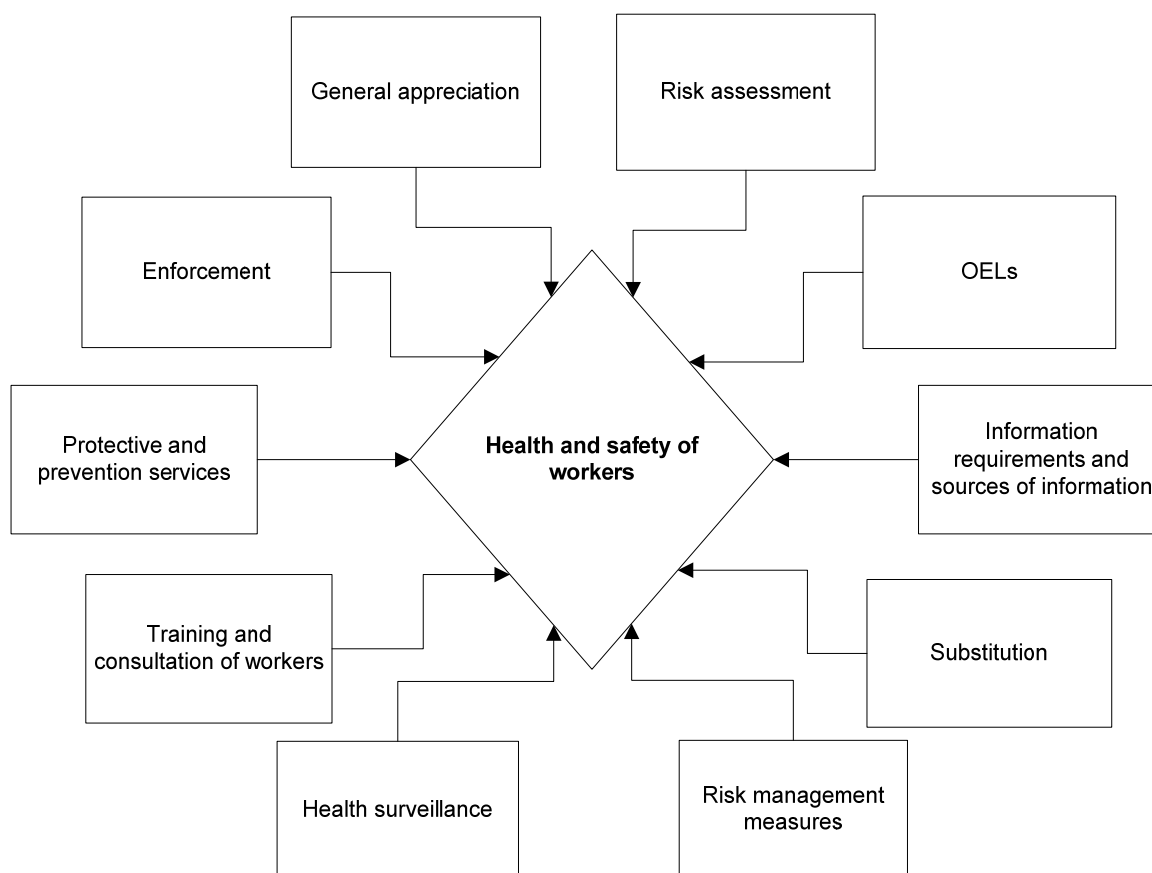 General appreciation
Risk assessment
Enforcement
OELs
Protective and
prevention services
Health and safety of
workers
Information
requirements and
sources of information
Training and
consultation of workers
Substitution
Health surveillance
Risk management
measures